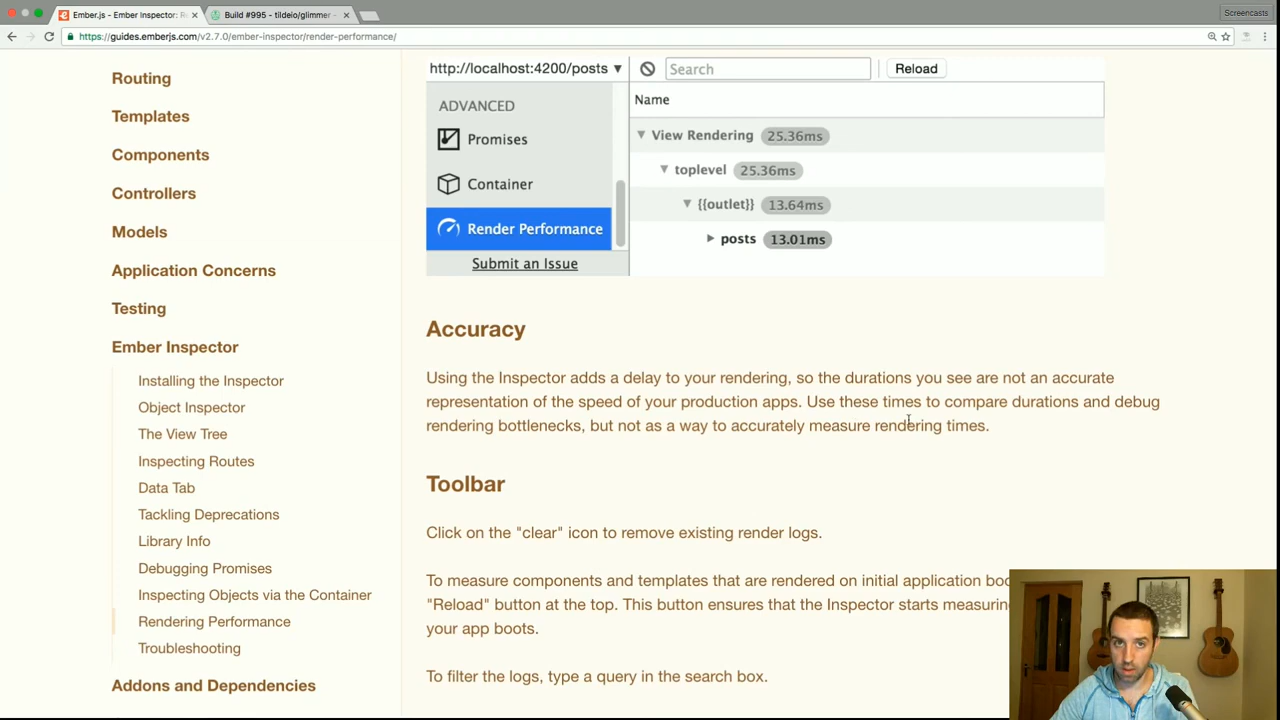 Ember.js - Ember Inspector: R
Build #995 - tildeio/glimmer -
Screencasts
https://guides.emberjs.com/v2.7.0/ember-inspector/render-performance/
Routing
Templates
Components
Controllers
Models
Application Concerns
Testing
Ember Inspector
Installing the Inspector
Object Inspector
The View Tree
Inspecting Routes
Data Tab
Tackling Deprecations
Library Info
Debugging Promises
Inspecting Objects via the Container
Rendering Performance
Troubleshooting
Addons and Dependencies
http://localhost:4200/posts
Search
Reload
ADVANCED
Promises
Container
Render Performance
Submit an Issue
Name
View Rendering 25.36ms
toplevel 25.36ms
{{outlet}} 13.64ms
posts 13.01ms
Accuracy
Using the Inspector adds a delay to your rendering, so the durations you see are not an accurate
representation of the speed of your production apps. Use these times to compare durations and debug
rendering bottlenecks, but not as a way to accurately measure rendering times.
Toolbar
Click on the "clear" icon to remove existing render logs.
To measure components and templates that are rendered on initial application boo
"Reload" button at the top. This button ensures that the Inspector starts measuring
your app boots.
To filter the logs, type a query in the search box.